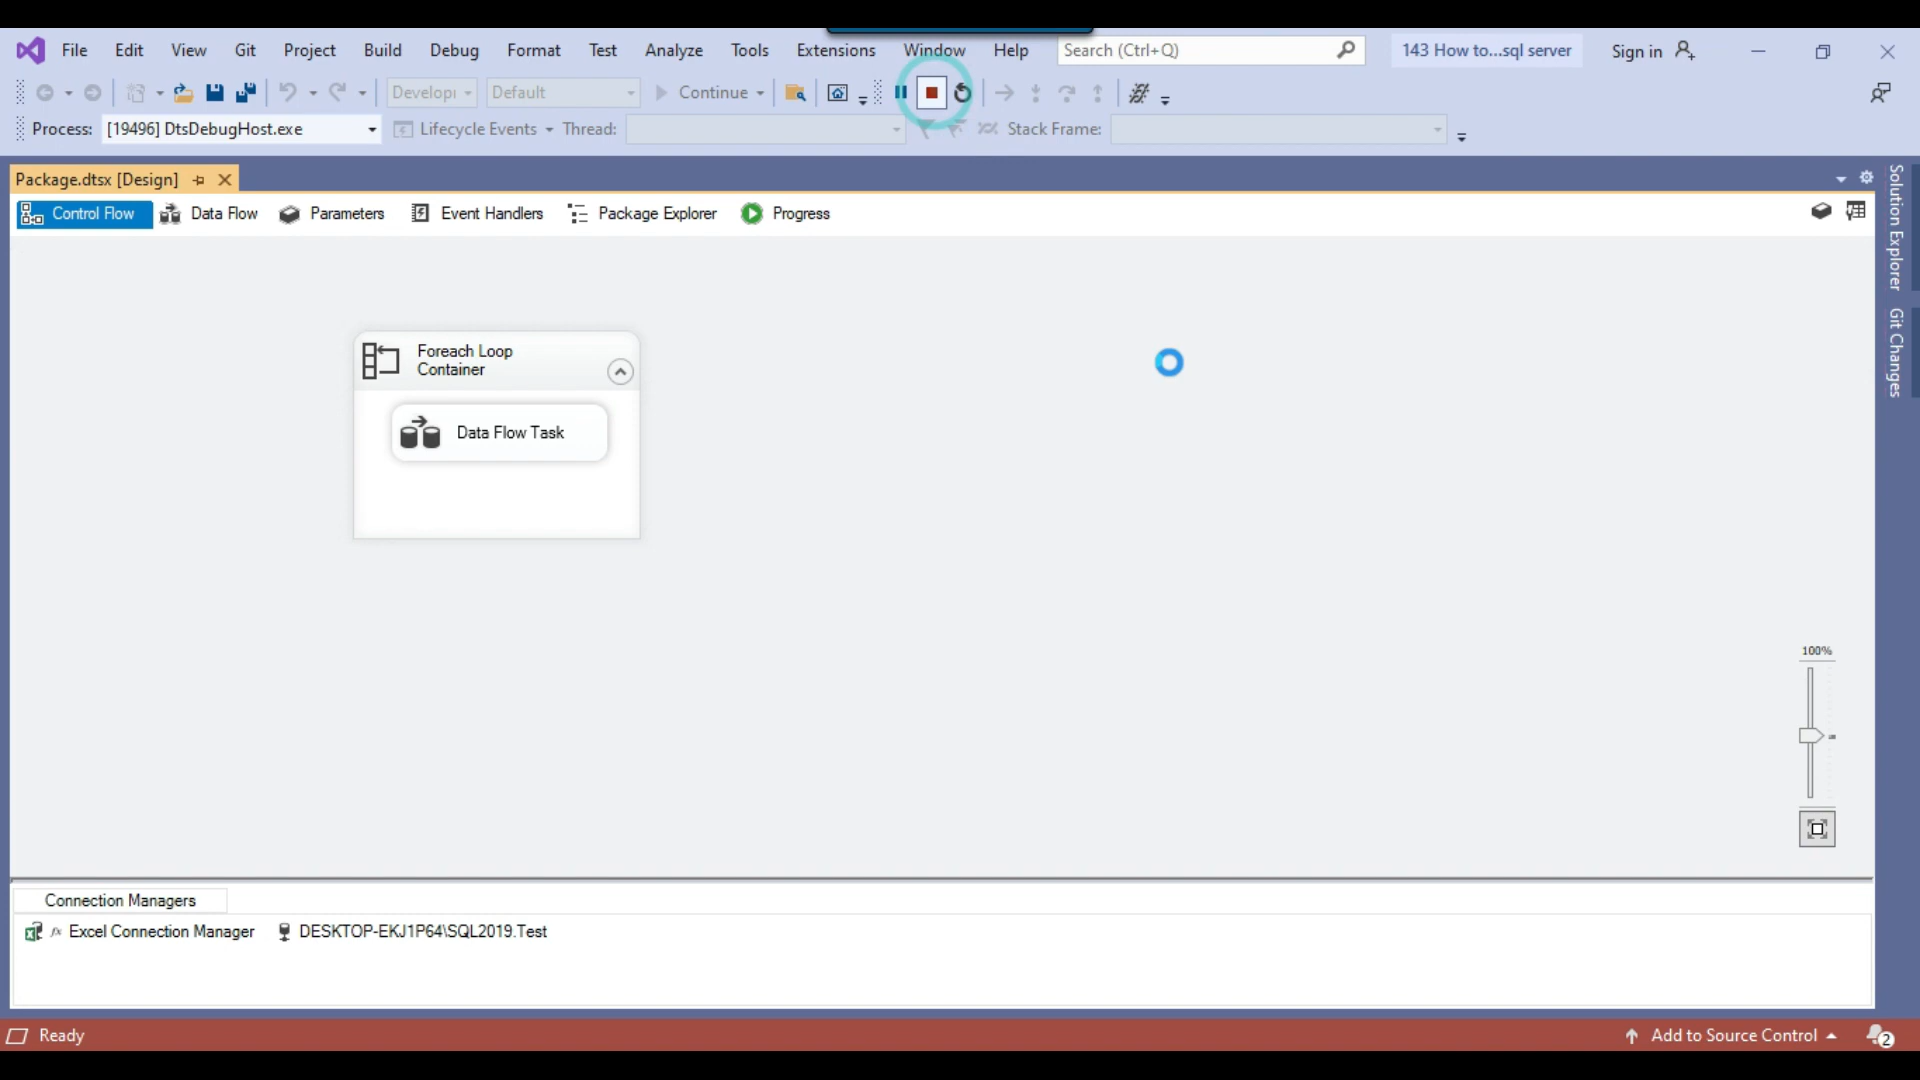 File Edit View Git Project Build Debug Format Test Analyze Tools Extensions Window Help Search (Ctrl+Q) 143 How to...sql server Sign in
Developi Default Continue
Process: [19496] DtsDebugHost.exe Lifecycle Events Thread: Stack Frame:
Package.dtsx [Design]
Control Flow Data Flow Parameters Event Handlers Package Explorer Progress
Solution Explorer
Git Changes
Foreach Loop
Container
Data Flow Task
100%
Connection Managers
fx Excel Connection Manager DESKTOP-EKJ1P64\SQL2019.Test
Ready Add to Source Control 2